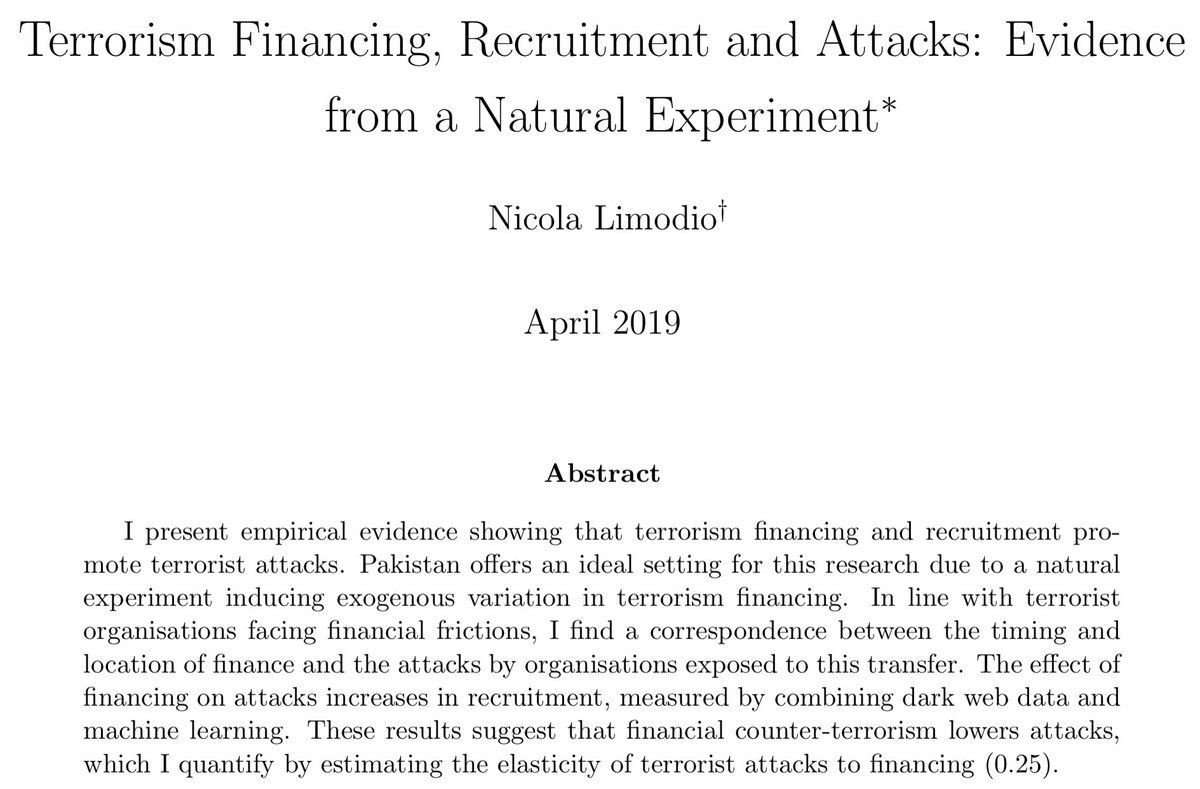 Terrorism Financing, Recruitment and Attacks: Evidence
from a Natural Experiment*
Nicola Limodio†
April 2019
Abstract
I present empirical evidence showing that terrorism financing and recruitment pro-
mote terrorist attacks. Pakistan offers an ideal setting for this research due to a natural
experiment inducing exogenous variation in terrorism financing. In line with terrorist
organisations facing financial frictions, I find a correspondence between the timing and
location of finance and the attacks by organisations exposed to this transfer. The effect of
financing on attacks increases in recruitment, measured by combining dark web data and
machine learning. These results suggest that financial counter-terrorism lowers attacks,
which I quantify by estimating the elasticity of terrorist attacks to financing (0.25).